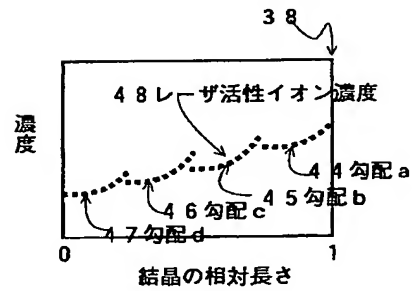 ３８
４８レーザ活性イオン濃度
濃度
４４勾配a
４５勾配b
４６勾配c
４７勾配d
0
1
結晶の相対長さ